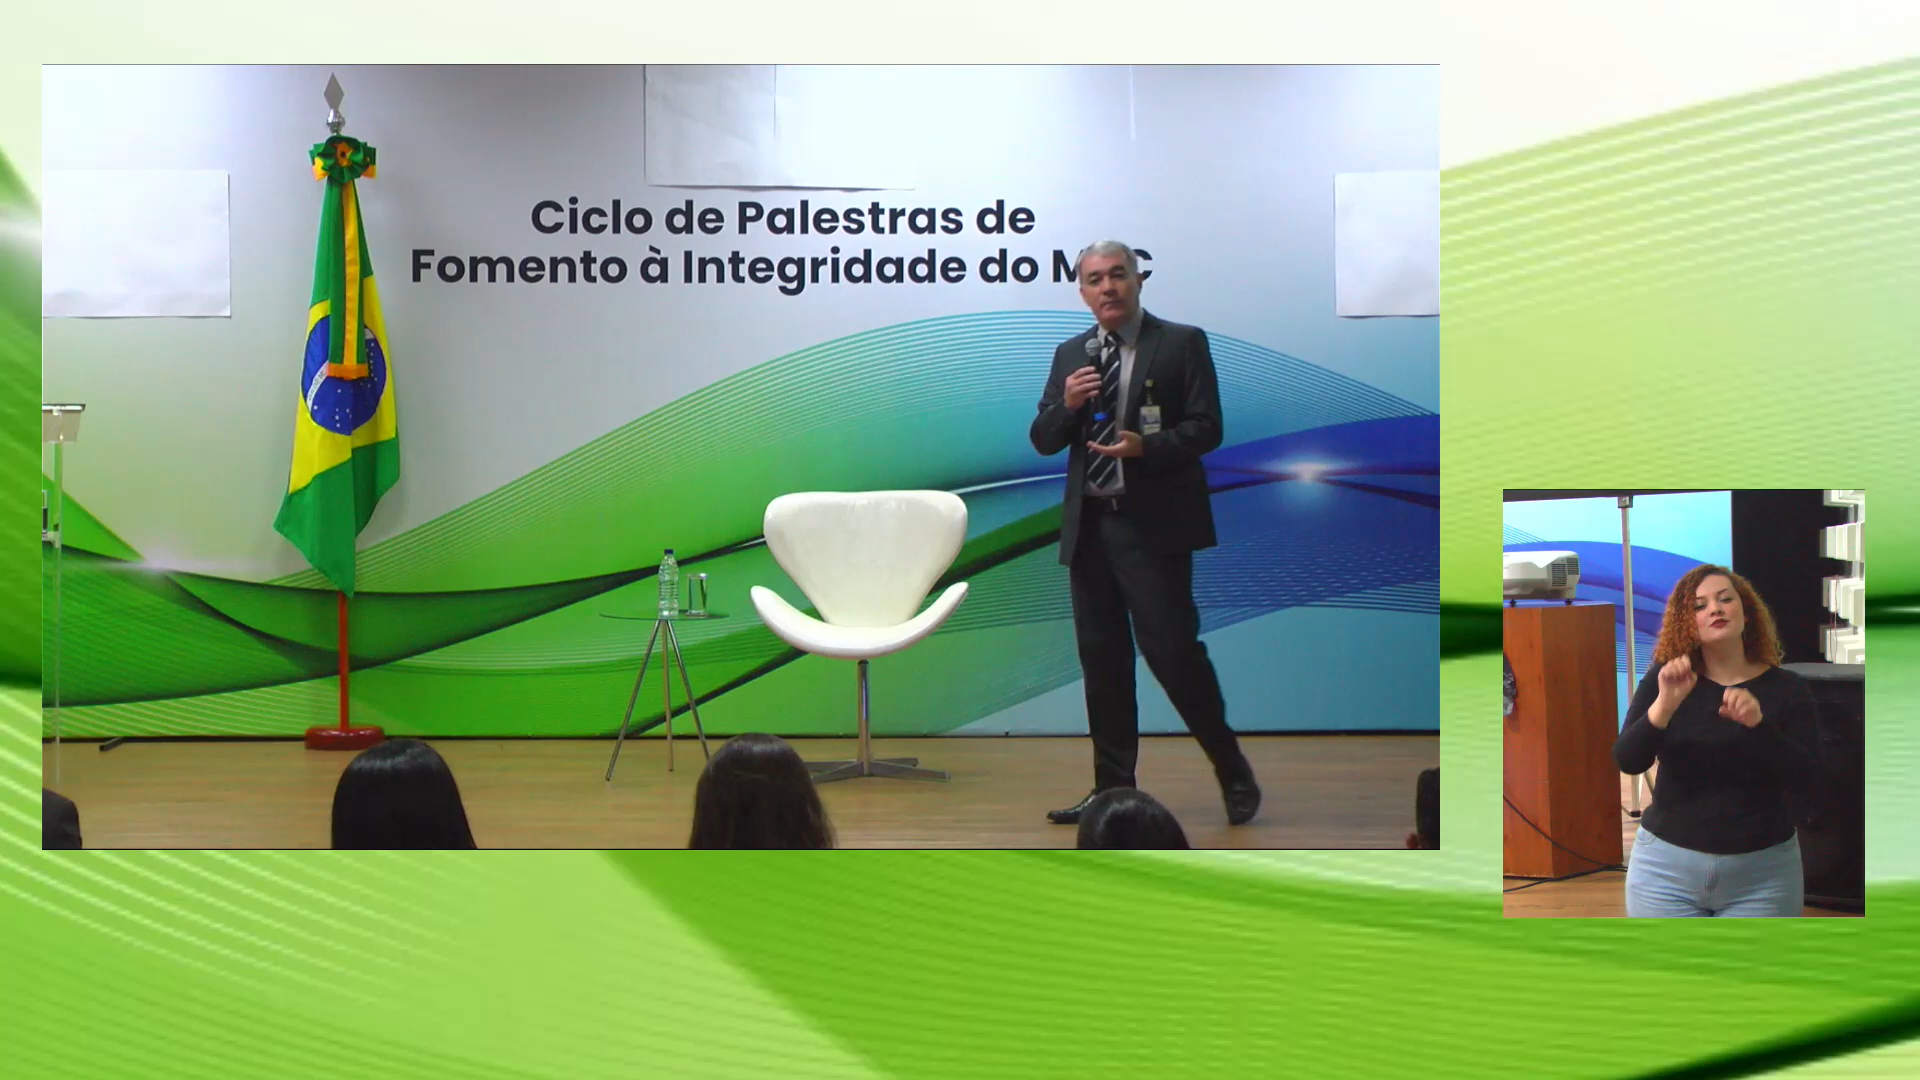 Ciclo de Palestras de
Fomento à Integridade do